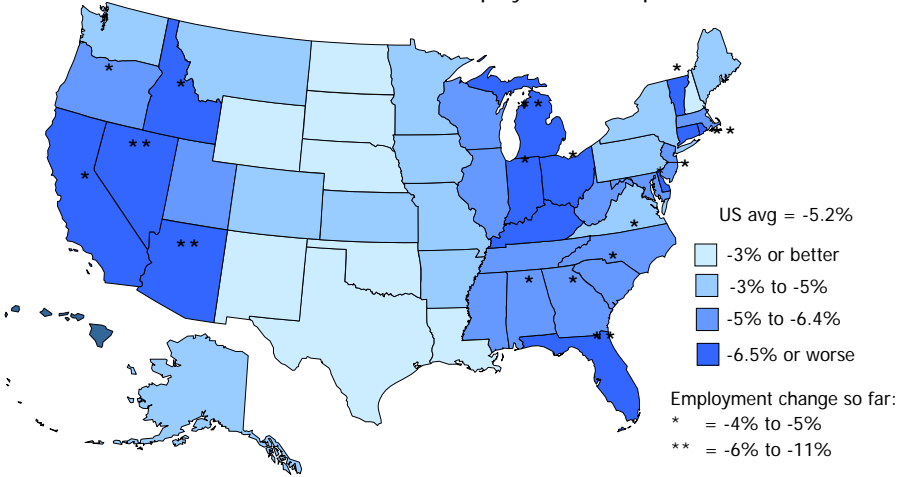 US avg = -5.2%
-3% or better
-3% to -5%
-5% to -6.4%
-6.5% or worse
Employment change so far:
* = -4% to -5%
** = -6% to -11%